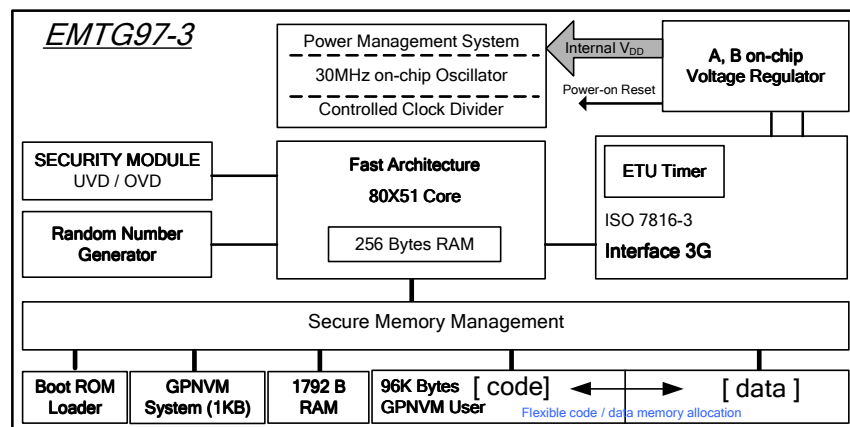 EMTG97-3
Power Management System
30MHz on-chip Oscillator
Controlled Clock Divider
Internal VDD
Power-on Reset
A, B on-chip
Voltage Regulator
SECURITY MODULE
UVD / OVD
Random Number
Generator
Fast Architecture
80X51 Core
256 Bytes RAM
ETU Timer
ISO 7816-3
Interface 3G
Secure Memory Management
Boot ROM
Loader
GPNVM
System (1KB)
1792 B
RAM
96K Bytes [ code]
GPNVM User
[ data ]
Flexible code / data memory allocation